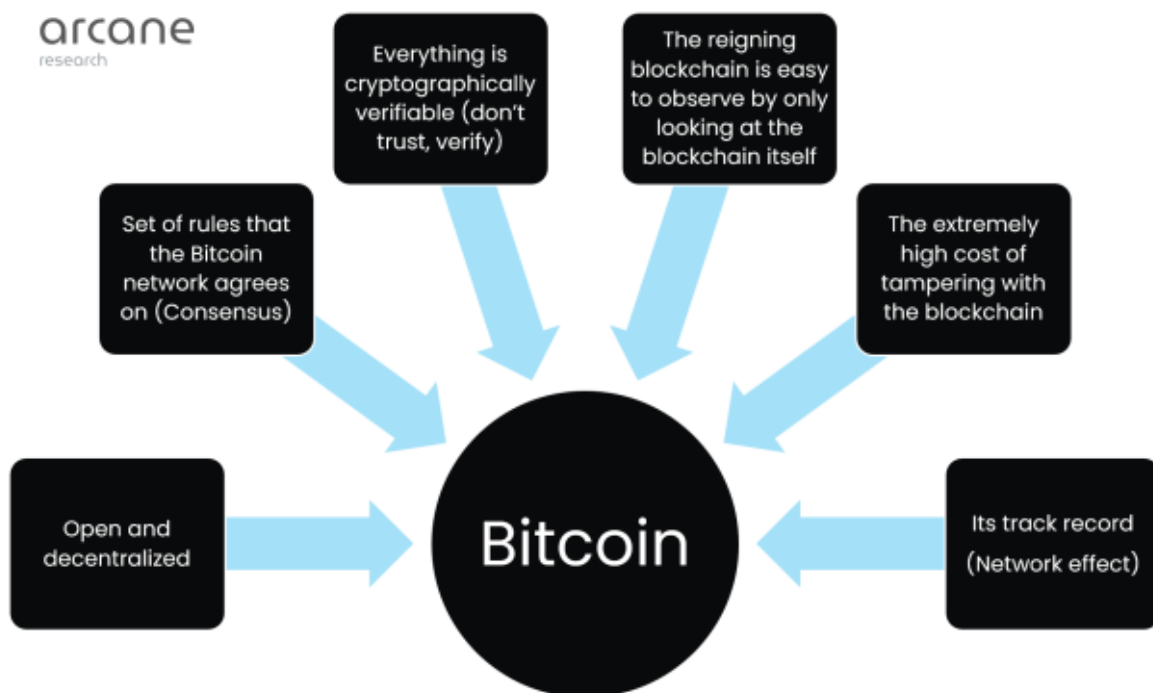 arcane
research
Everything is
cryptographically
verifiable (don't
trust, verify)
The reigning
blockchain is easy
to observe by only
looking at the
blockchain itself
Set of rules that
the Bitcoin
network agrees
on (Consensus)
The extremely
high cost of
tampering with
the blockchain
Open and
decentralized
Bitcoin
Its track record
(Network effect)